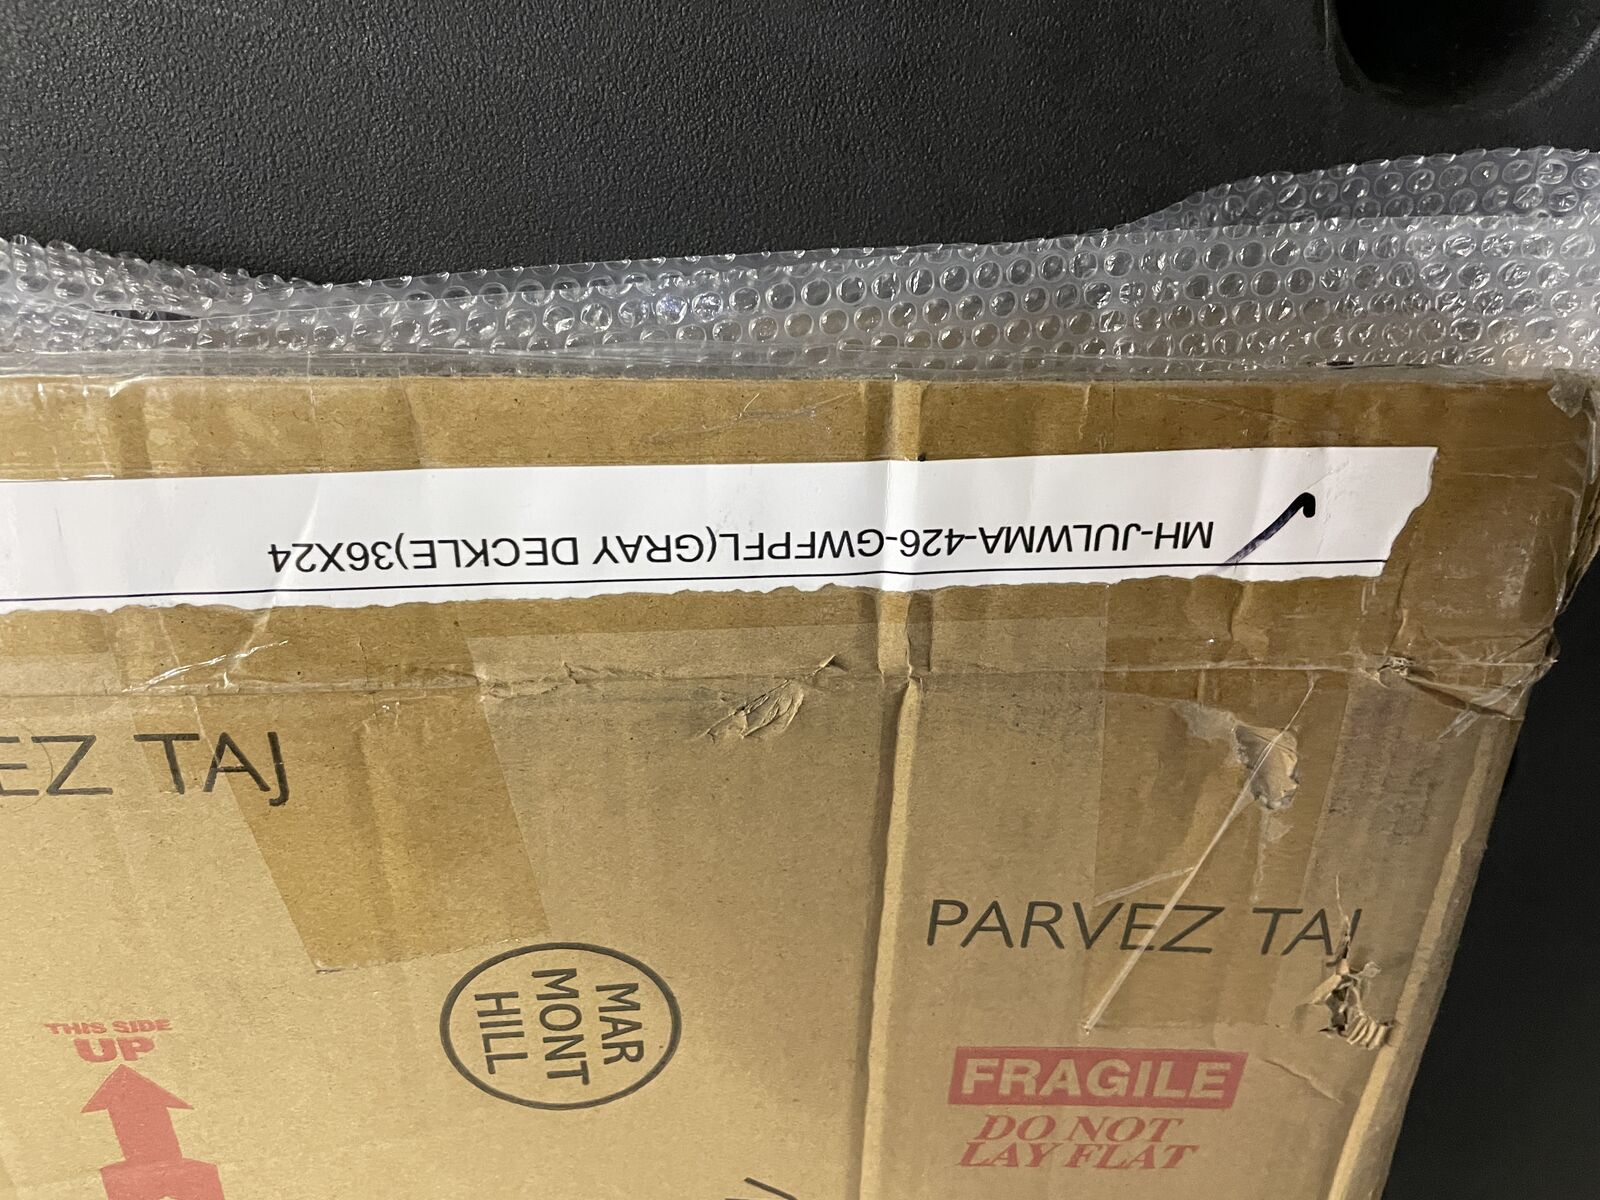 MH-JULWMA-426-GWFPFL(GRAY DECKLE)36X24
EZ TAJ
PARVEZ TAJ
MAR
MONT
HILL
THIS SIDE
UP
FRAGILE
DO NOT
LAY FLAT